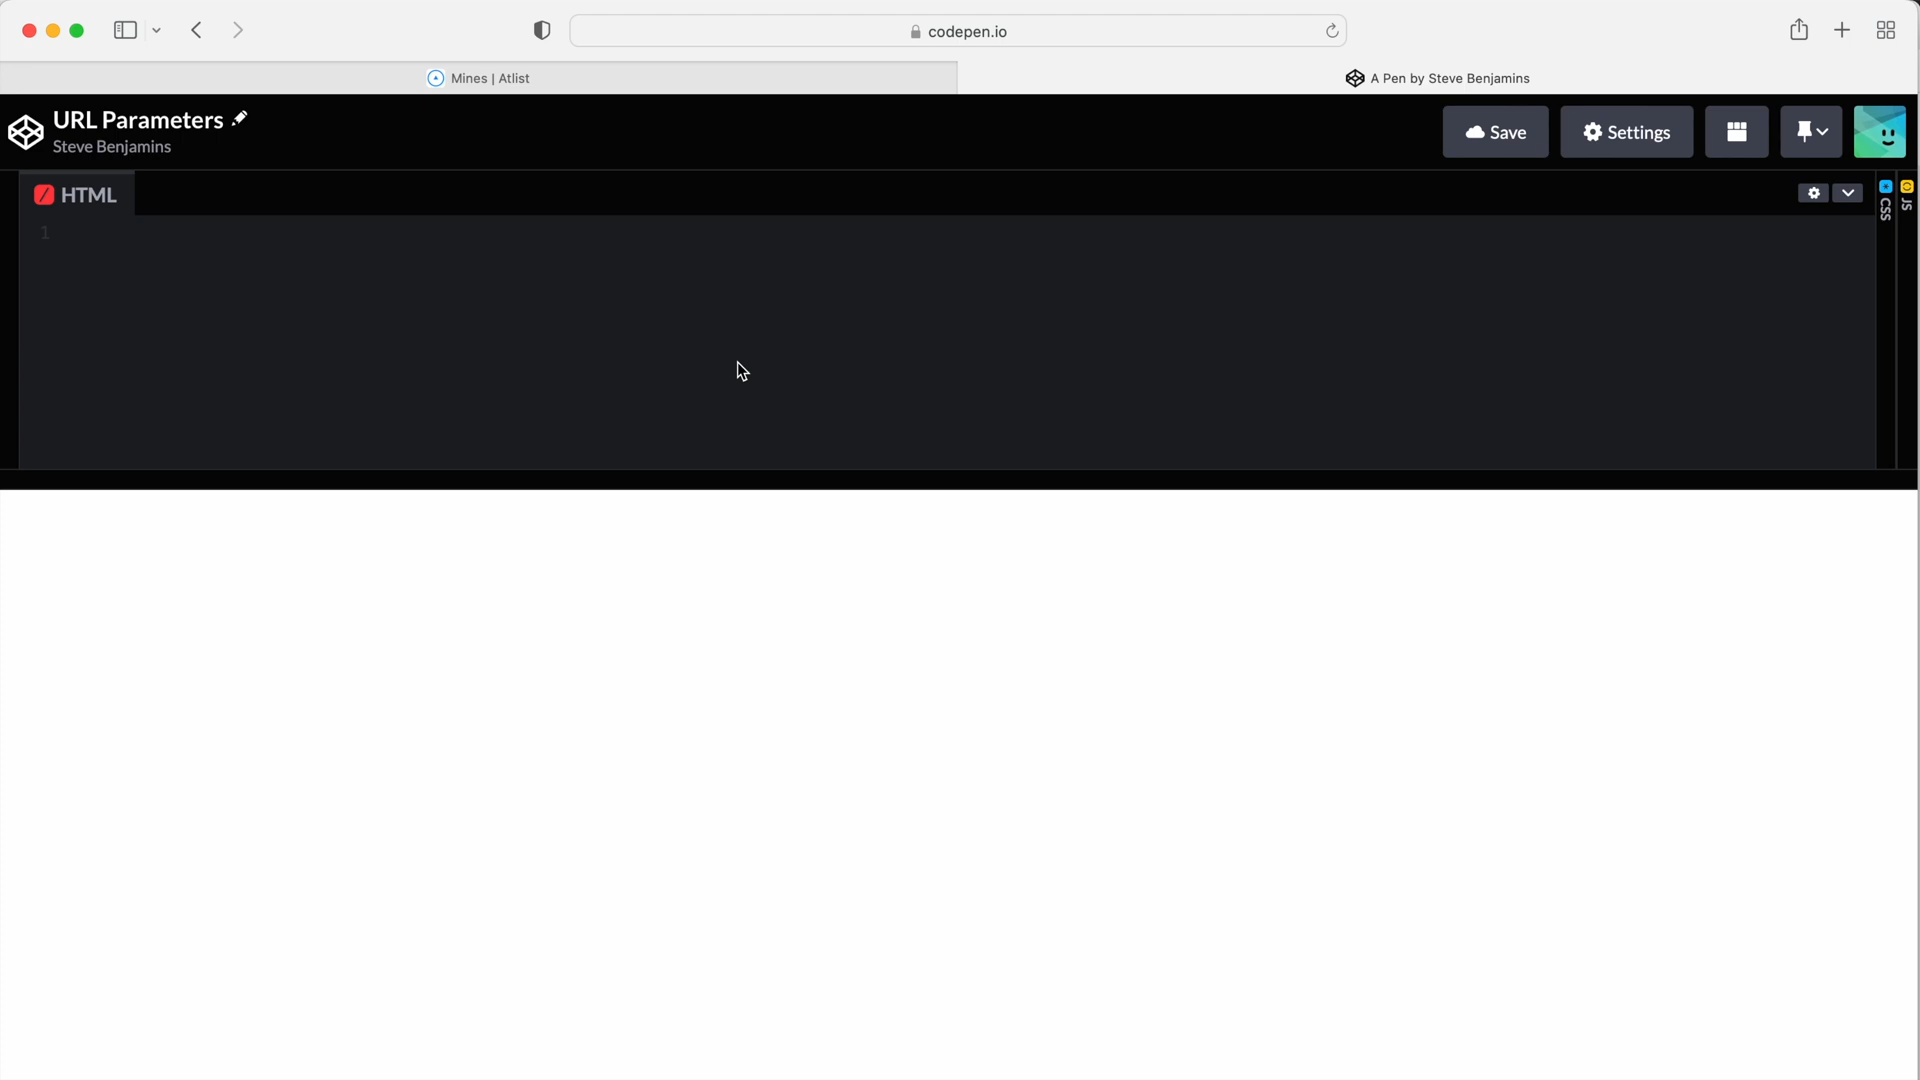 codepen.io
Mines | Atlist
A Pen by Steve Benjamins
URL Parameters
Steve Benjamins
Save
Settings
HTML
CSS
JS
1